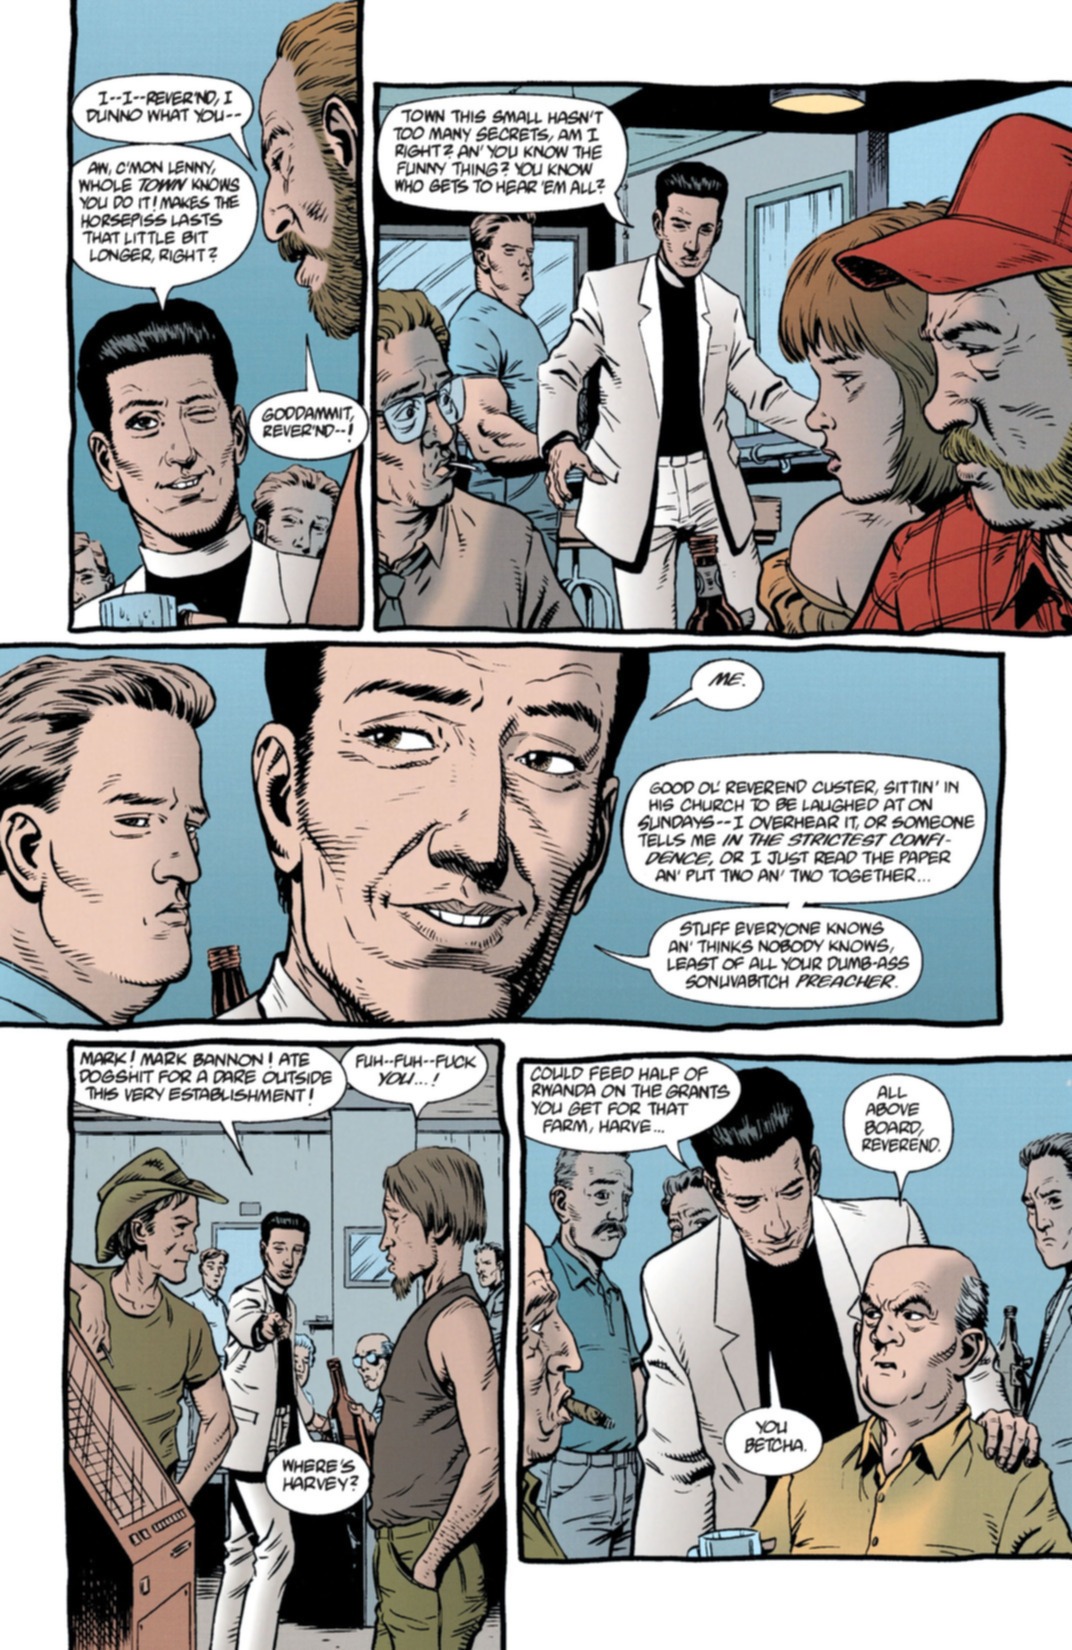 I--I--REVER'ND, I
DUNNO WHAT YOU--
AW, C'MON LENNY,
WHOLE TOWN KNOWS
YOU DO IT! MAKES THE
HORSEPISS LASTS
THAT LITTLE BIT
LONGER, RIGHT?
GODDAMMIT,
REVER'ND--!
TOWN THIS SMALL HASN'T
TOO MANY SECRETS, AM I
RIGHT? AN' YOU KNOW THE
FUNNY THING? YOU KNOW
WHO GETS TO HEAR 'EM ALL?
ME.
GOOD OL' REVEREND CUSTER, SITTIN' IN
HIS CHURCH TO BE LAUGHED AT ON
SUNDAYS--I OVERHEAR IT, OR SOMEONE
TELLS ME IN THE STRICTEST CONFI-
DENCE, OR I JUST READ THE PAPER
AN' PUT TWO AN' TWO TOGETHER...
STUFF EVERYONE KNOWS
AN' THINKS NOBODY KNOWS,
LEAST OF ALL YOUR DUMB-ASS
SONUVABITCH PREACHER.
MARK! MARK BANNON! ATE
DOGSHIT FOR A DARE OUTSIDE
THIS VERY ESTABLISHMENT!
FUH--FUH--FUCK
YOU...!
WHERE'S
HARVEY?
COULD FEED HALF OF
RWANDA ON THE GRANTS
YOU GET FOR THAT
FARM, HARVE...
ALL
ABOVE
BOARD,
REVEREND.
YOU
BETCHA.